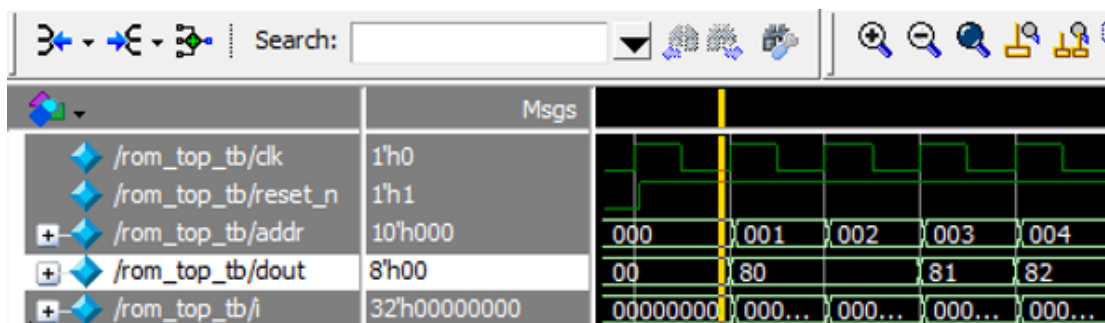 Search:
Msgs
/rom_top_tb/clk 1'h0
/rom_top_tb/reset_n 1'h1
/rom_top_tb/addr 10'h000 000 001 002 003 004
/rom_top_tb/dout 8'h00 00 80 81 82
/rom_top_tb/i 32'h00000000 00000000 000... 000... 000... 000...